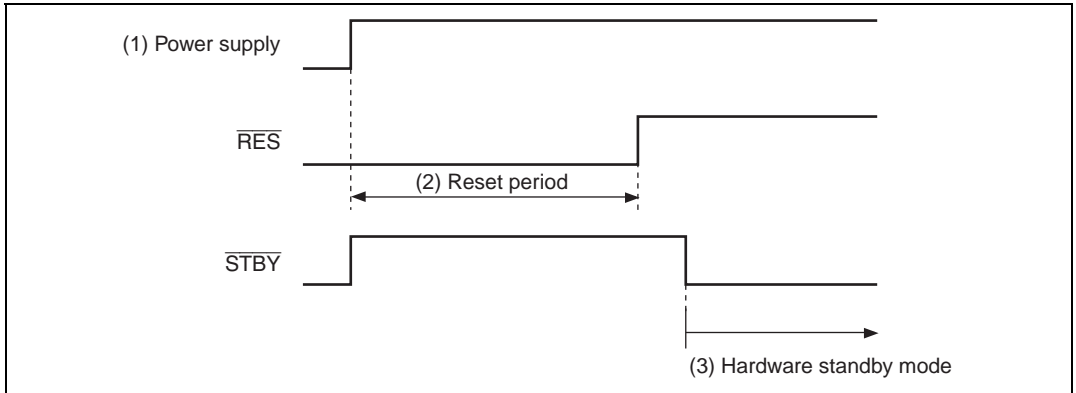 (1) Power supply
RES
(2) Reset period
STBY
(3) Hardware standby mode